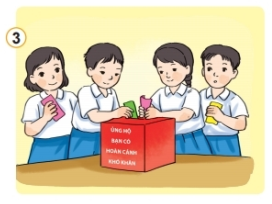 3
ỦNG HỘ
BẠN CÓ
HOÀN CẢNH
KHÓ KHĂN